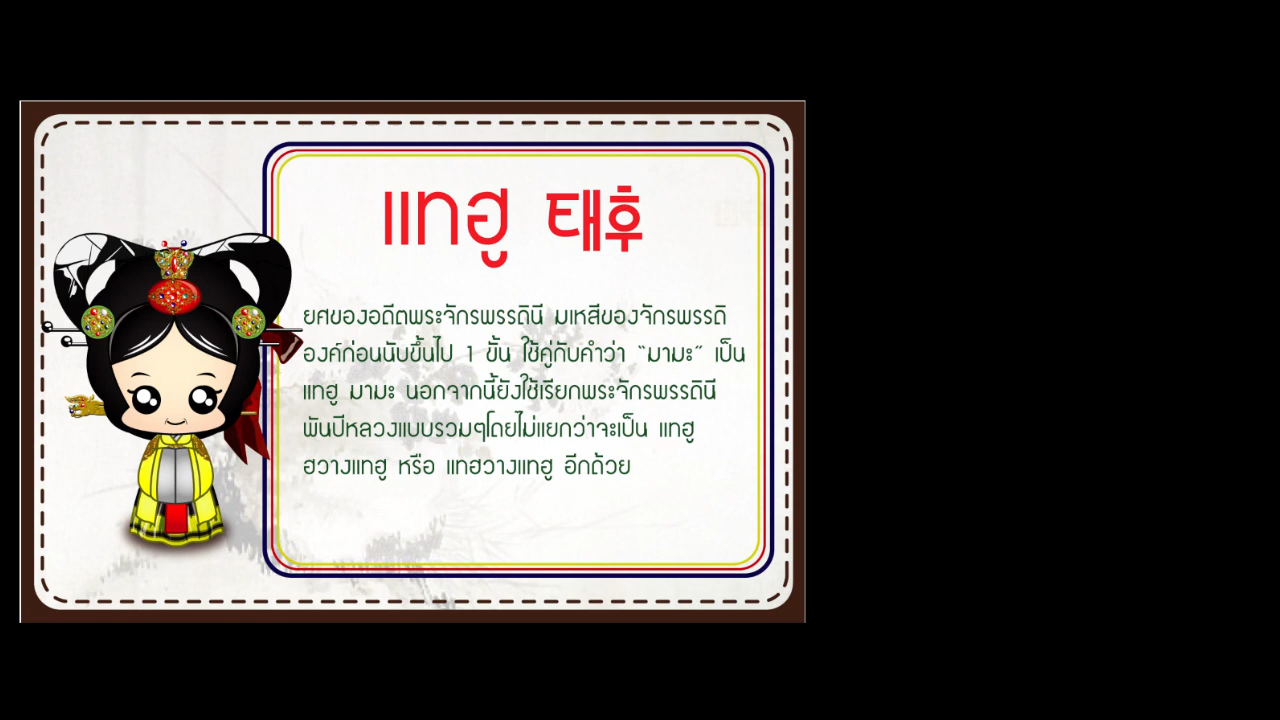 แทฮู 태후
ยศของอดีตพระจักรพรรดินี มเหสีของจักรพรรดิ
องค์ก่อนนับขึ้นไป 1 ขั้น ใช้คู่กับคำว่า “มามะ” เป็น
แทฮู มามะ นอกจากนี้ยังใช้เรียกพระจักรพรรดินี
พันปีหลวงแบบรวมๆโดยไม่แยกว่าจะเป็น แทฮู
ฮวางแทฮู หรือ แทฮวางแทฮู อีกด้วย